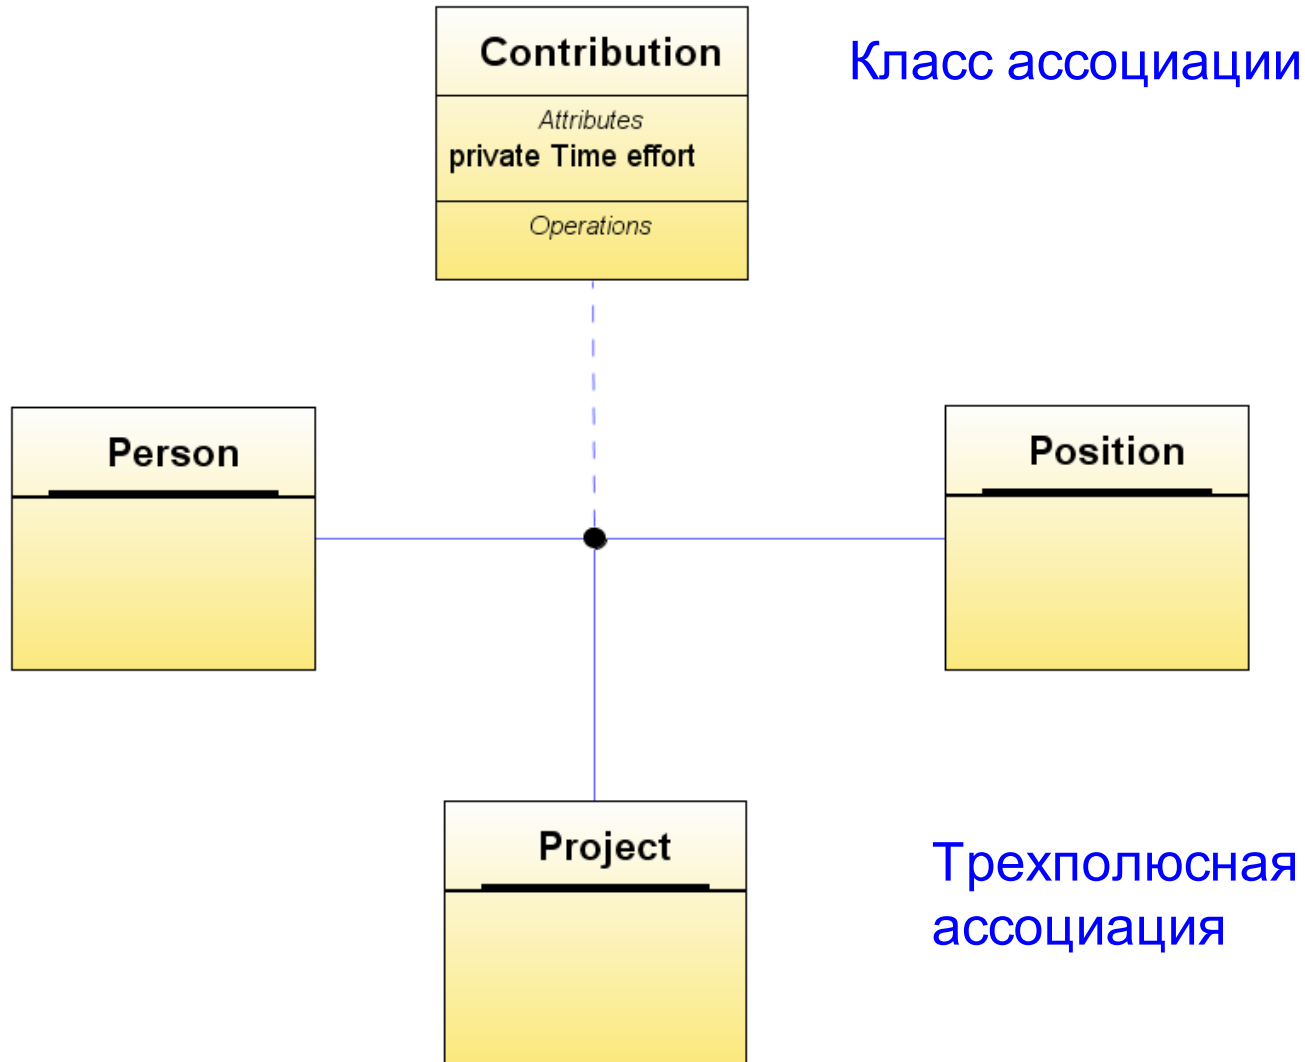 Contribution
Класс ассоциации
Attributes
private Time effort
Operations
Person
Position
Project
Трехполюсная
ассоциация